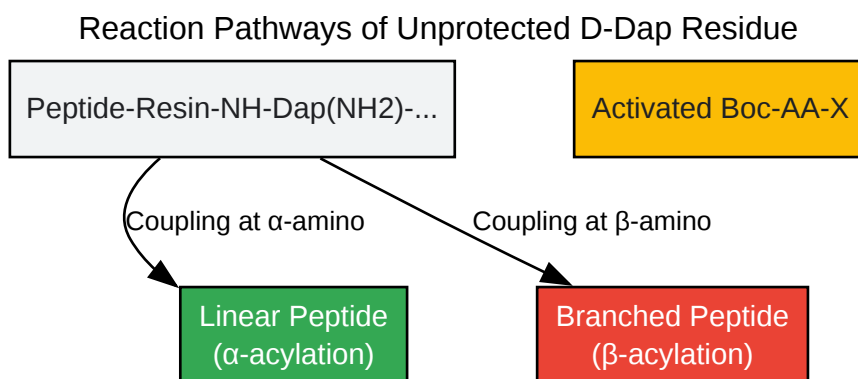 Reaction Pathways of Unprotected D-Dap Residue
Peptide-Resin-NH-Dap(NH2)-...
Activated Boc-AA-X
Coupling at α-amino
Coupling at β-amino
Linear Peptide
(α-acylation)
Branched Peptide
(β-acylation)